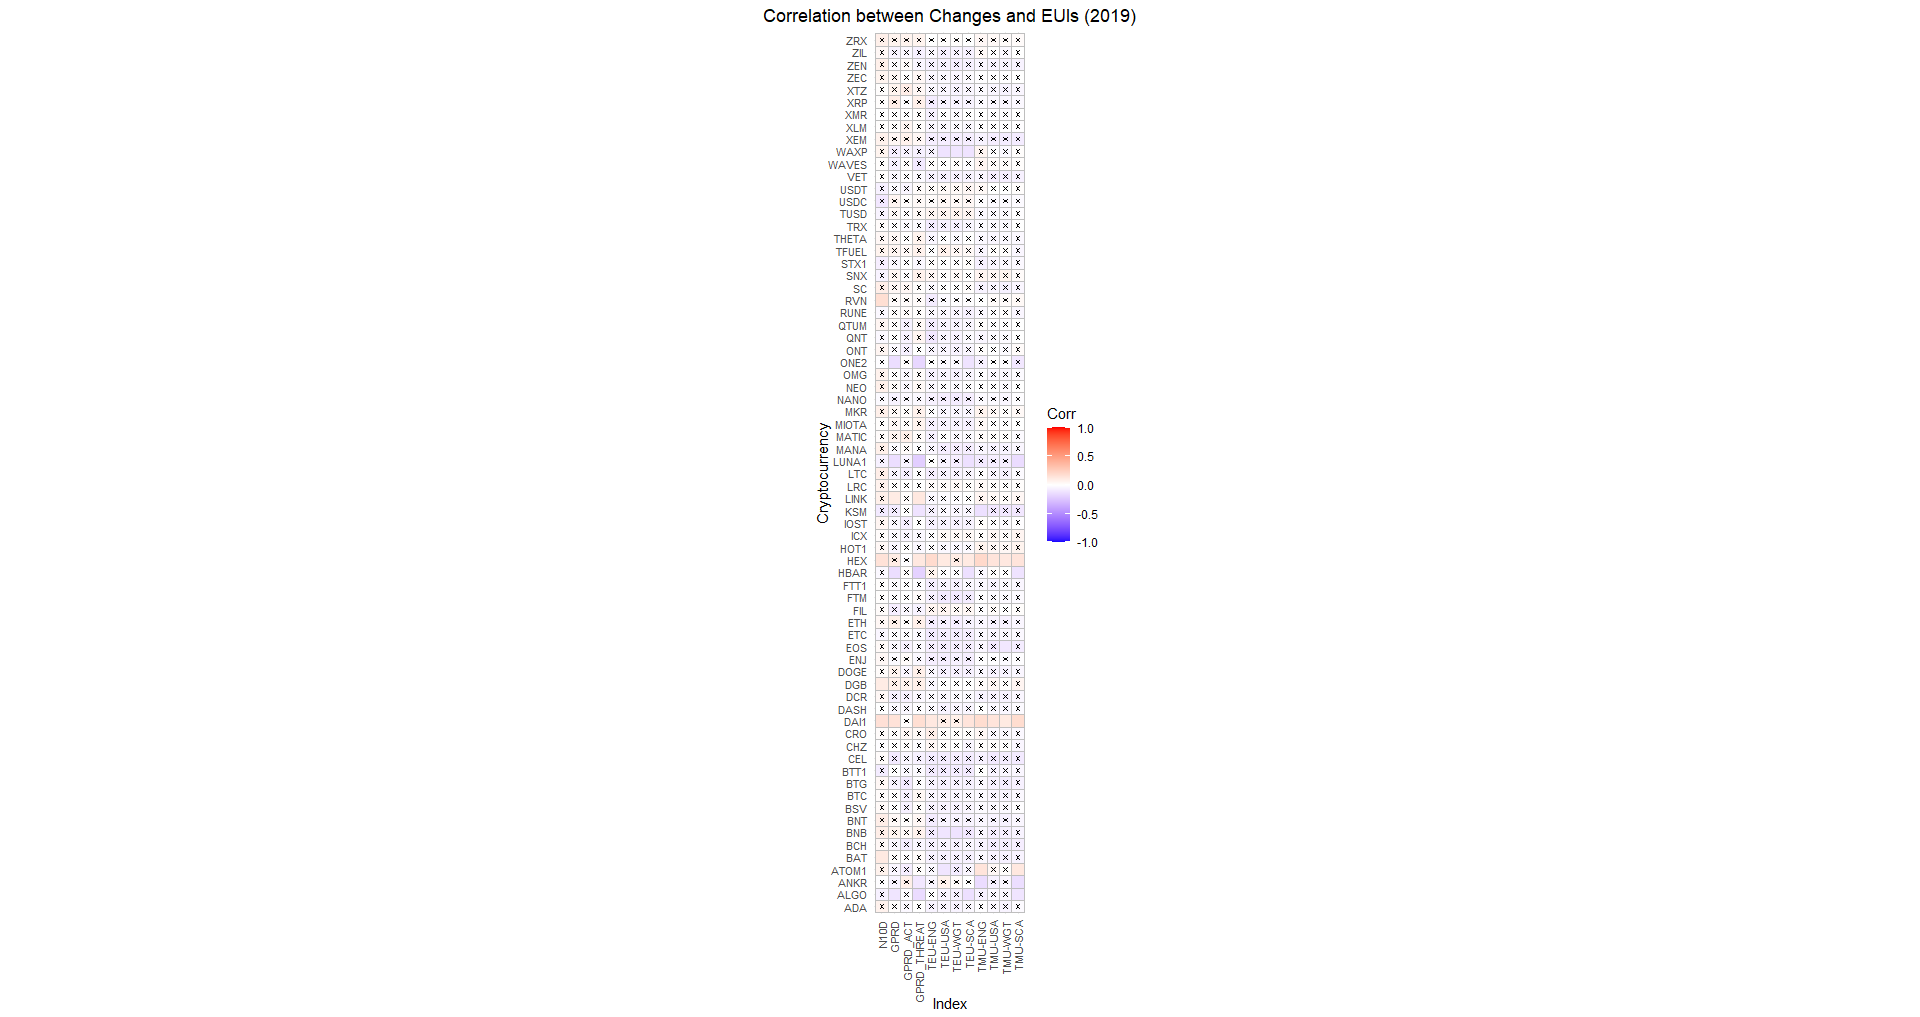 Correlation between Changes and EUIs (2019)
Cryptocurrency
ZRX
ZIL
ZEN
ZEC
XTZ
XRP
XMR
XLM
XEM
WAXP
WAVES
VET
USDT
USDC
TUSD
TRX
THETA
TFUEL
STX1
SNX
SC
RVN
RUNE
QTUM
QNT
ONT
ONE2
OMG
NEO
NANO
MKR
MIOTA
MATIC
MANA
LUNA1
LTC
LRC
LINK
KSM
IOST
ICX
HOT1
HEX
HBAR
FTT1
FTM
FIL
ETH
ETC
EOS
ENJ
DOGE
DGB
DCR
DASH
DAI1
CRO
CHZ
CEL
BTT1
BTG
BTC
BSV
BNT
BNB
BCH
BAT
ATOM1
ANKR
ALGO
ADA
N10D
GPRD
GPRD_ACT
GPRD_THREAT
TEU-ENG
TEU-USA
TEU-WGT
TEU-SCA
TMU-ENG
TMU-USA
TMU-WGT
TMU-SCA
Index
Corr
1.0
0.5
0.0
-0.5
-1.0